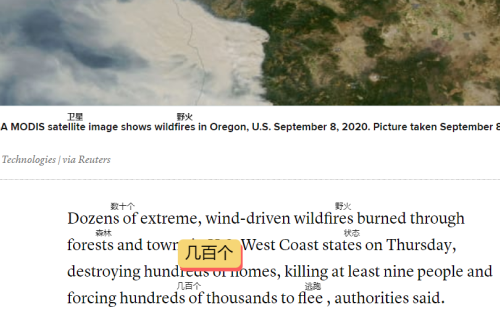 卫星 野火
A MODIS satellite image shows wildfires in Oregon, U.S. September 8, 2020. Picture taken September 8
Technologies | via Reuters
数十个 野火
Dozens of extreme, wind-driven wildfires burned through
森林 状态
forests and town West Coast states on Thursday,
几百个
destroying hundreds of homes, killing at least nine people and
几百个 逃跑
forcing hundreds of thousands to flee , authorities said.